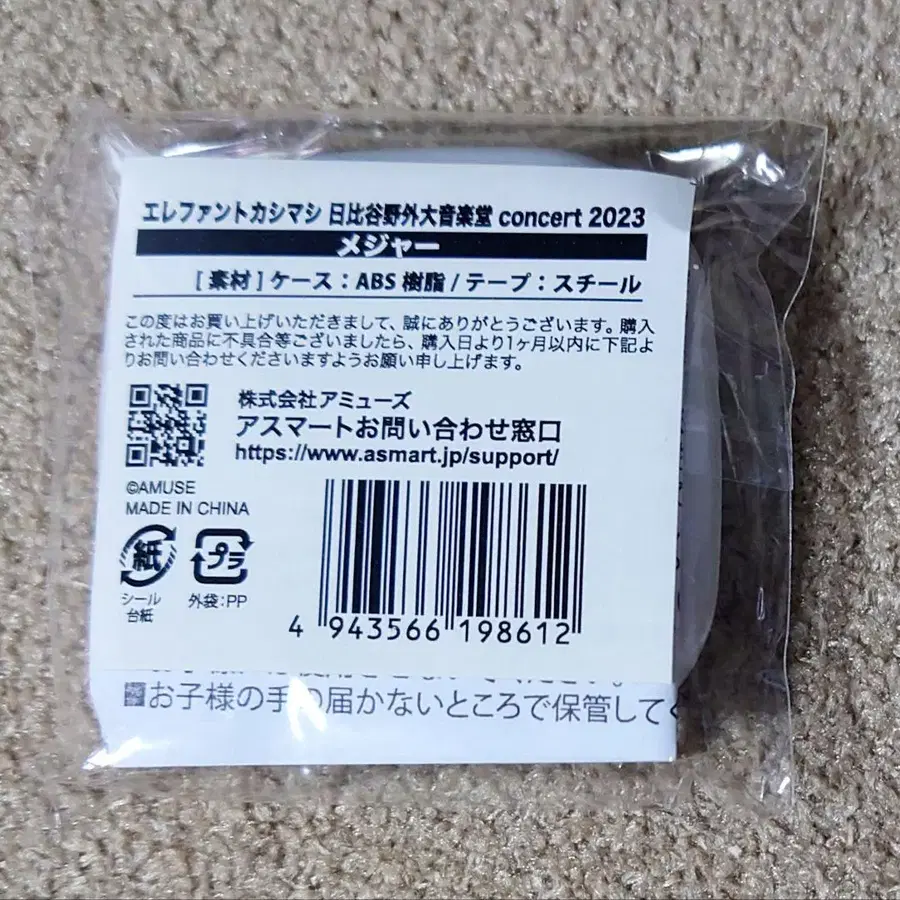 エレファントカシマシ 日比谷野外大音楽堂 concert 2023
メジャー
[ 素材 ] ケース : ABS 樹脂 / テープ : スチール
この度はお買い上げいただきまして、誠にありがとうございます。購入
された商品に不具合等ございましたら、購入日より1ヶ月以内に下記よ
りお問い合わせくださいますようお願い申し上げます。
株式会社アミューズ
アスマートお問い合わせ窓口
https://www.asmart.jp/support/
©AMUSE
MADE IN CHINA
紙
プラ
シール
台紙
外袋:PP
4 943566 198612
お子様の手の届かないところで保管して